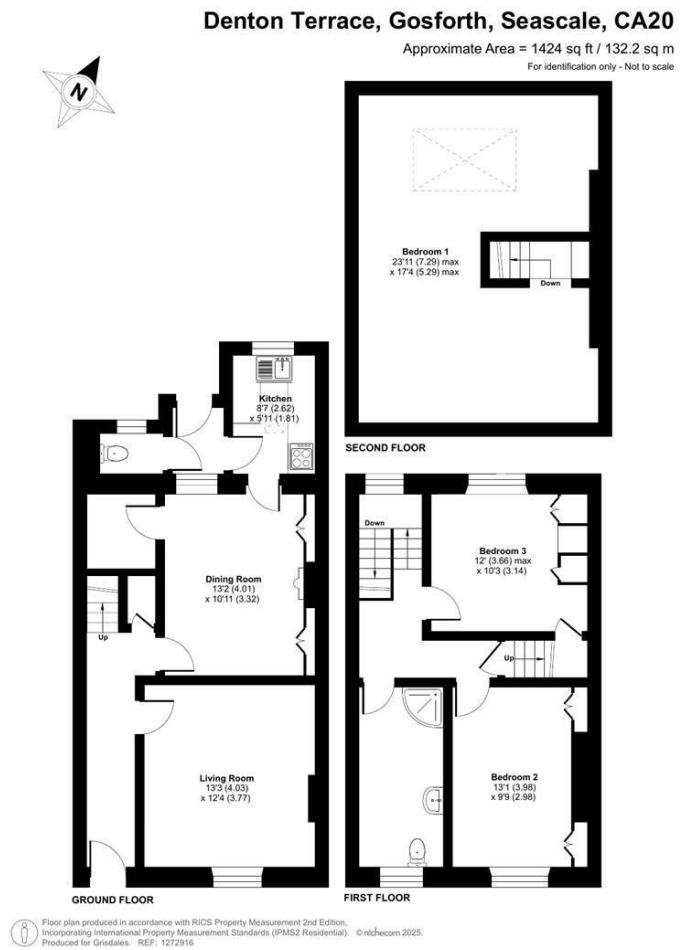 Denton Terrace, Gosforth, Seascale, CA20
Approximate Area = 1424 sq ft / 132.2 sq m
For identification only - Not to scale
N
Bedroom 1
23'11 (7.29) max
x 17'4 (5.29) max
Down
SECOND FLOOR
Kitchen
8'7 (2.62)
x 5'11 (1.81)
Dining Room
13'2 (4.01)
x 10'11 (3.32)
Up
Living Room
13'3 (4.03)
x 12'4 (3.77)
GROUND FLOOR
Down
Bedroom 3
12' (3.66) max
x 10'3 (3.14)
Up
Bedroom 2
13'1 (3.98)
x 9'9 (2.98)
FIRST FLOOR
Floor plan produced in accordance with RICS Property Measurement 2nd Edition,
Incorporating International Property Measurement Standards (IPMS2 Residential). © nichecom 2025.
Produced for Grisdales. REF: 1272916